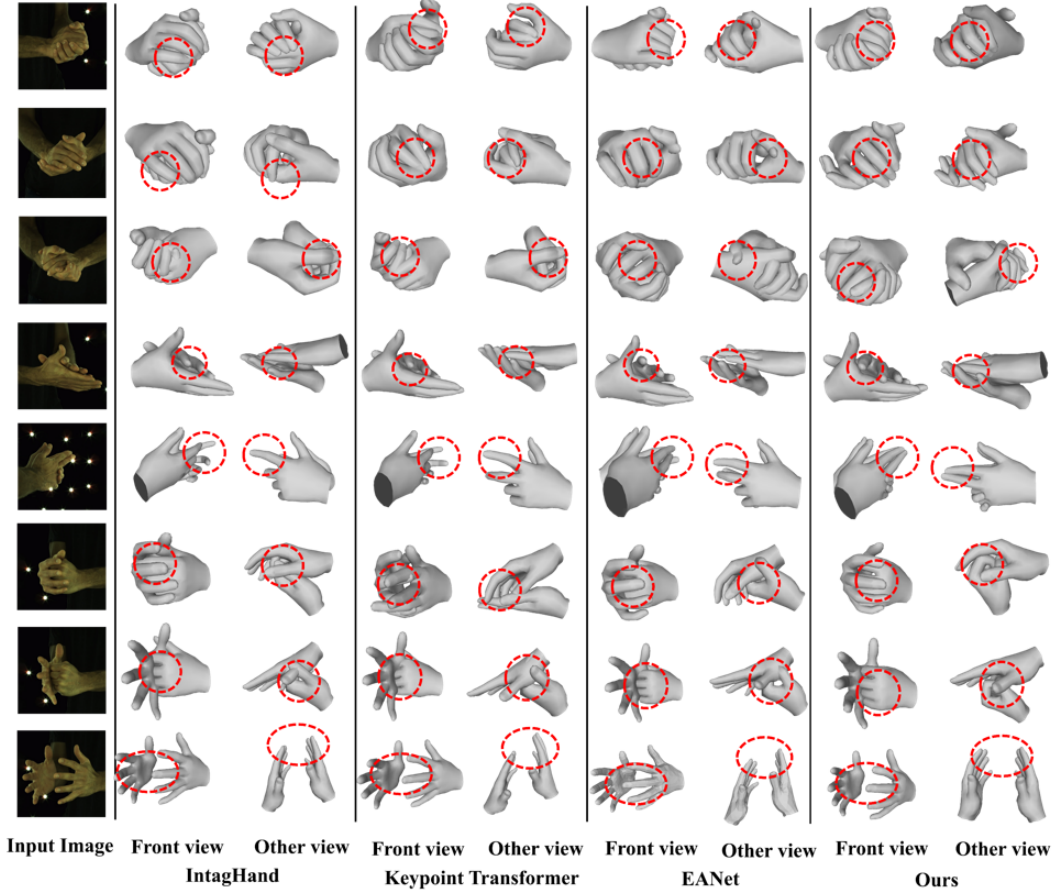 Input Image Front view Other view Front view Other view Front view Other view Front view Other view
IntagHand Keypoint Transformer EANet Ours